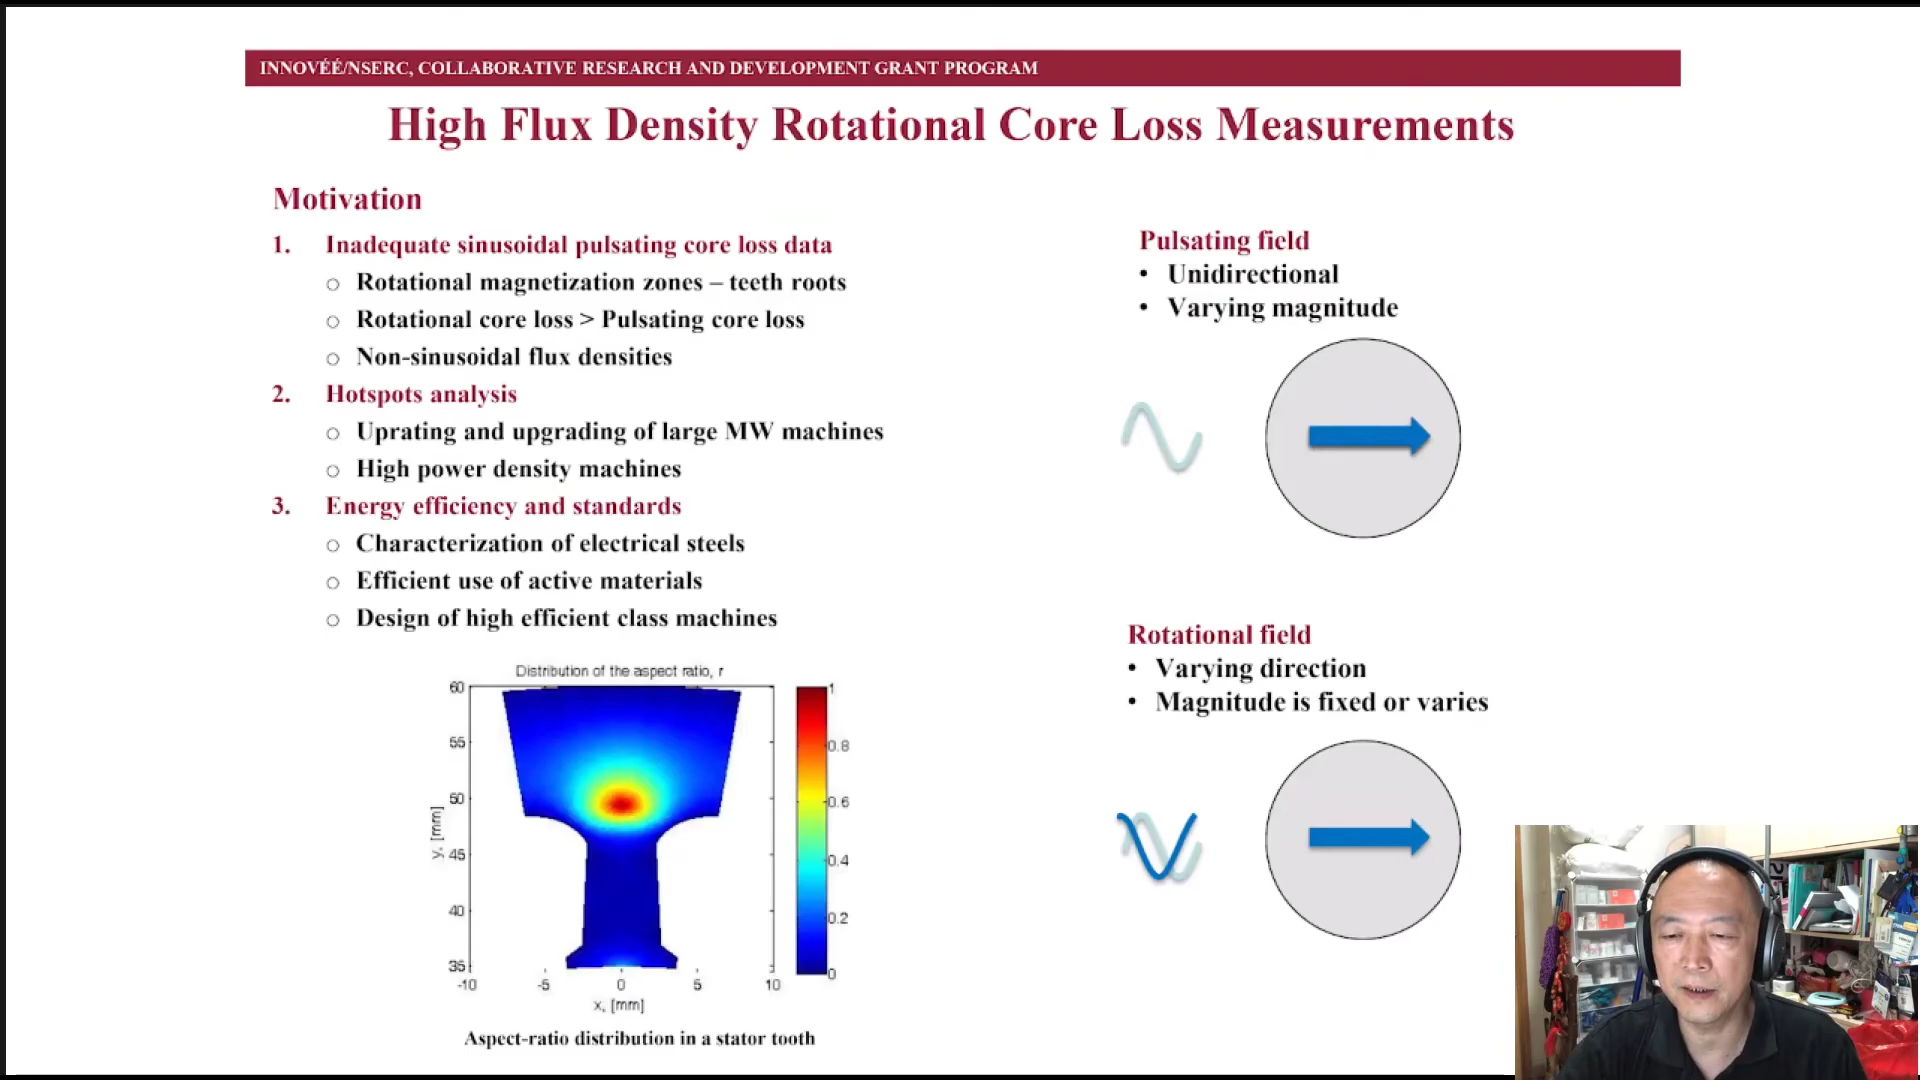 INNOVÉÉ/NSERC, COLLABORATIVE RESEARCH AND DEVELOPMENT GRANT PROGRAM
High Flux Density Rotational Core Loss Measurements
Motivation
1. Inadequate sinusoidal pulsating core loss data
○ Rotational magnetization zones – teeth roots
○ Rotational core loss > Pulsating core loss
○ Non-sinusoidal flux densities
2. Hotspots analysis
○ Uprating and upgrading of large MW machines
○ High power density machines
3. Energy efficiency and standards
○ Characterization of electrical steels
○ Efficient use of active materials
○ Design of high efficient class machines
Distribution of the aspect ratio, r
60
55
50
45
40
35
y, [mm]
-10 -5 0 5 10
x, [mm]
1
0.8
0.6
0.4
0.2
0
Aspect-ratio distribution in a stator tooth
Pulsating field
• Unidirectional
• Varying magnitude
Rotational field
• Varying direction
• Magnitude is fixed or varies